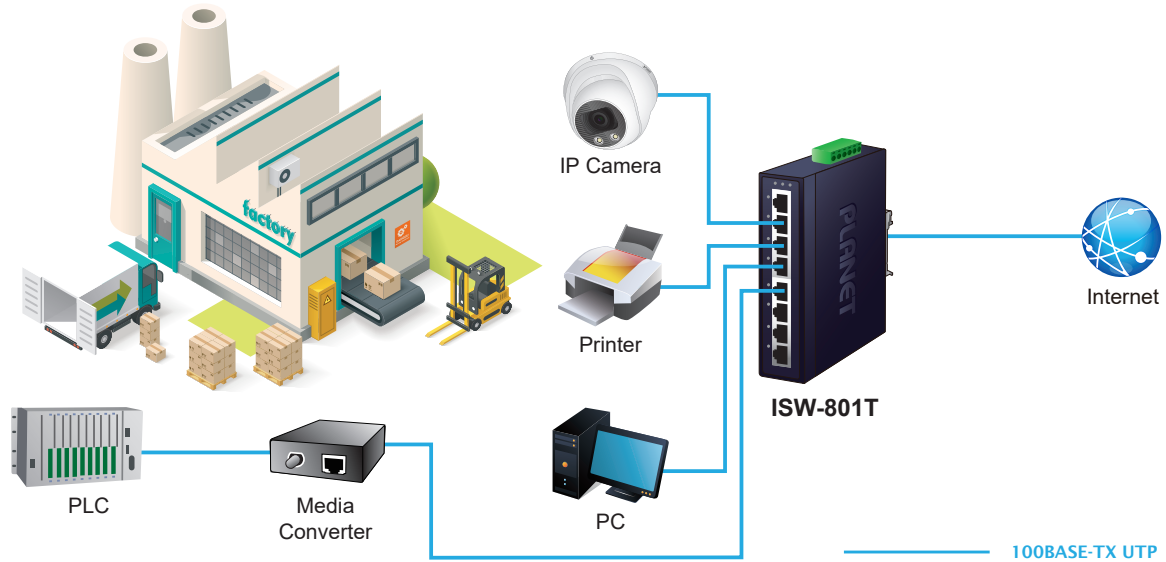 factory
IP Camera
PLANET
Internet
Printer
ISW-801T
PLC
Media
Converter
PC
100BASE-TX UTP